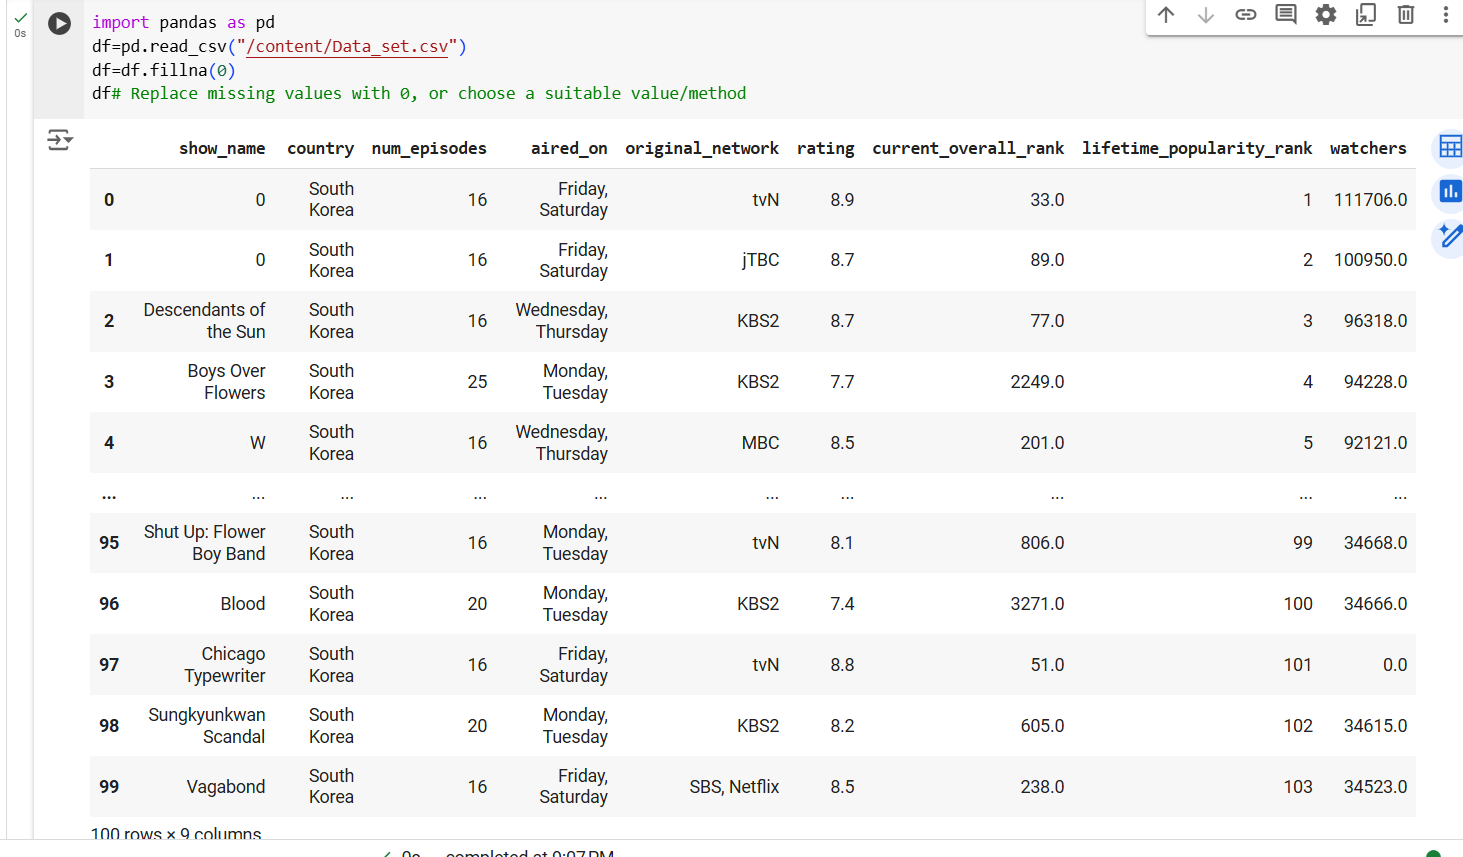 import pandas as pd
0s
df=pd.read_csv("/content/Data_set.csv")
df=df.fillna(0)
df# Replace missing values with 0, or choose a suitable value/method
show_name country num_episodes aired_on original_network rating current_overall_rank lifetime_popularity_rank watchers
0 0 South Korea 16 Friday, Saturday tvN 8.9 33.0 1 111706.0
1 0 South Korea 16 Friday, Saturday jTBC 8.7 89.0 2 100950.0
2 Descendants of the Sun South Korea 16 Wednesday, Thursday KBS2 8.7 77.0 3 96318.0
3 Boys Over Flowers South Korea 25 Monday, Tuesday KBS2 7.7 2249.0 4 94228.0
4 W South Korea 16 Wednesday, Thursday MBC 8.5 201.0 5 92121.0
... ... ... ... ... ... ... ... ... ...
95 Shut Up: Flower Boy Band South Korea 16 Monday, Tuesday tvN 8.1 806.0 99 34668.0
96 Blood South Korea 20 Monday, Tuesday KBS2 7.4 3271.0 100 34666.0
97 Chicago Typewriter South Korea 16 Friday, Saturday tvN 8.8 51.0 101 0.0
98 Sungkyunkwan Scandal South Korea 20 Monday, Tuesday KBS2 8.2 605.0 102 34615.0
99 Vagabond South Korea 16 Friday, Saturday SBS, Netflix 8.5 238.0 103 34523.0
100 rows × 9 columns
0s completed at 9:07 PM